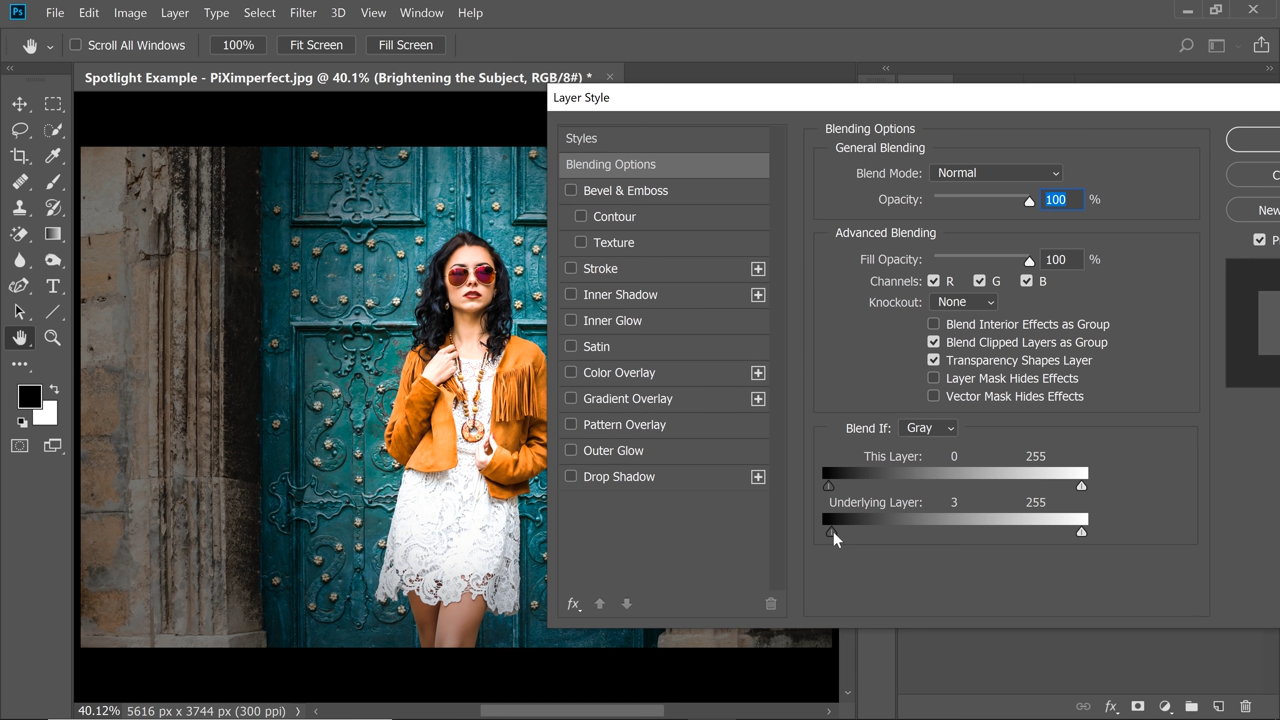 Ps File Edit Image Layer Type Select Filter 3D View Window Help
Scroll All Windows 100% Fit Screen Fill Screen
Spotlight Example - PiXimperfect.jpg @ 40.1% (Brightening the Subject, RGB/8#) * ×
Layer Style
Styles
Blending Options
Bevel & Emboss
Contour
Texture
Stroke
Inner Shadow
Inner Glow
Satin
Color Overlay
Gradient Overlay
Pattern Overlay
Outer Glow
Drop Shadow
fx
Blending Options
General Blending
Blend Mode: Normal
Opacity: 100 %
Advanced Blending
Fill Opacity: 100 %
Channels: R G B
Knockout: None
Blend Interior Effects as Group
Blend Clipped Layers as Group
Transparency Shapes Layer
Layer Mask Hides Effects
Vector Mask Hides Effects
Blend If: Gray
This Layer: 0 255
Underlying Layer: 3 255
C
New
P
40.12% 5616 px x 3744 px (300 ppi)
fx